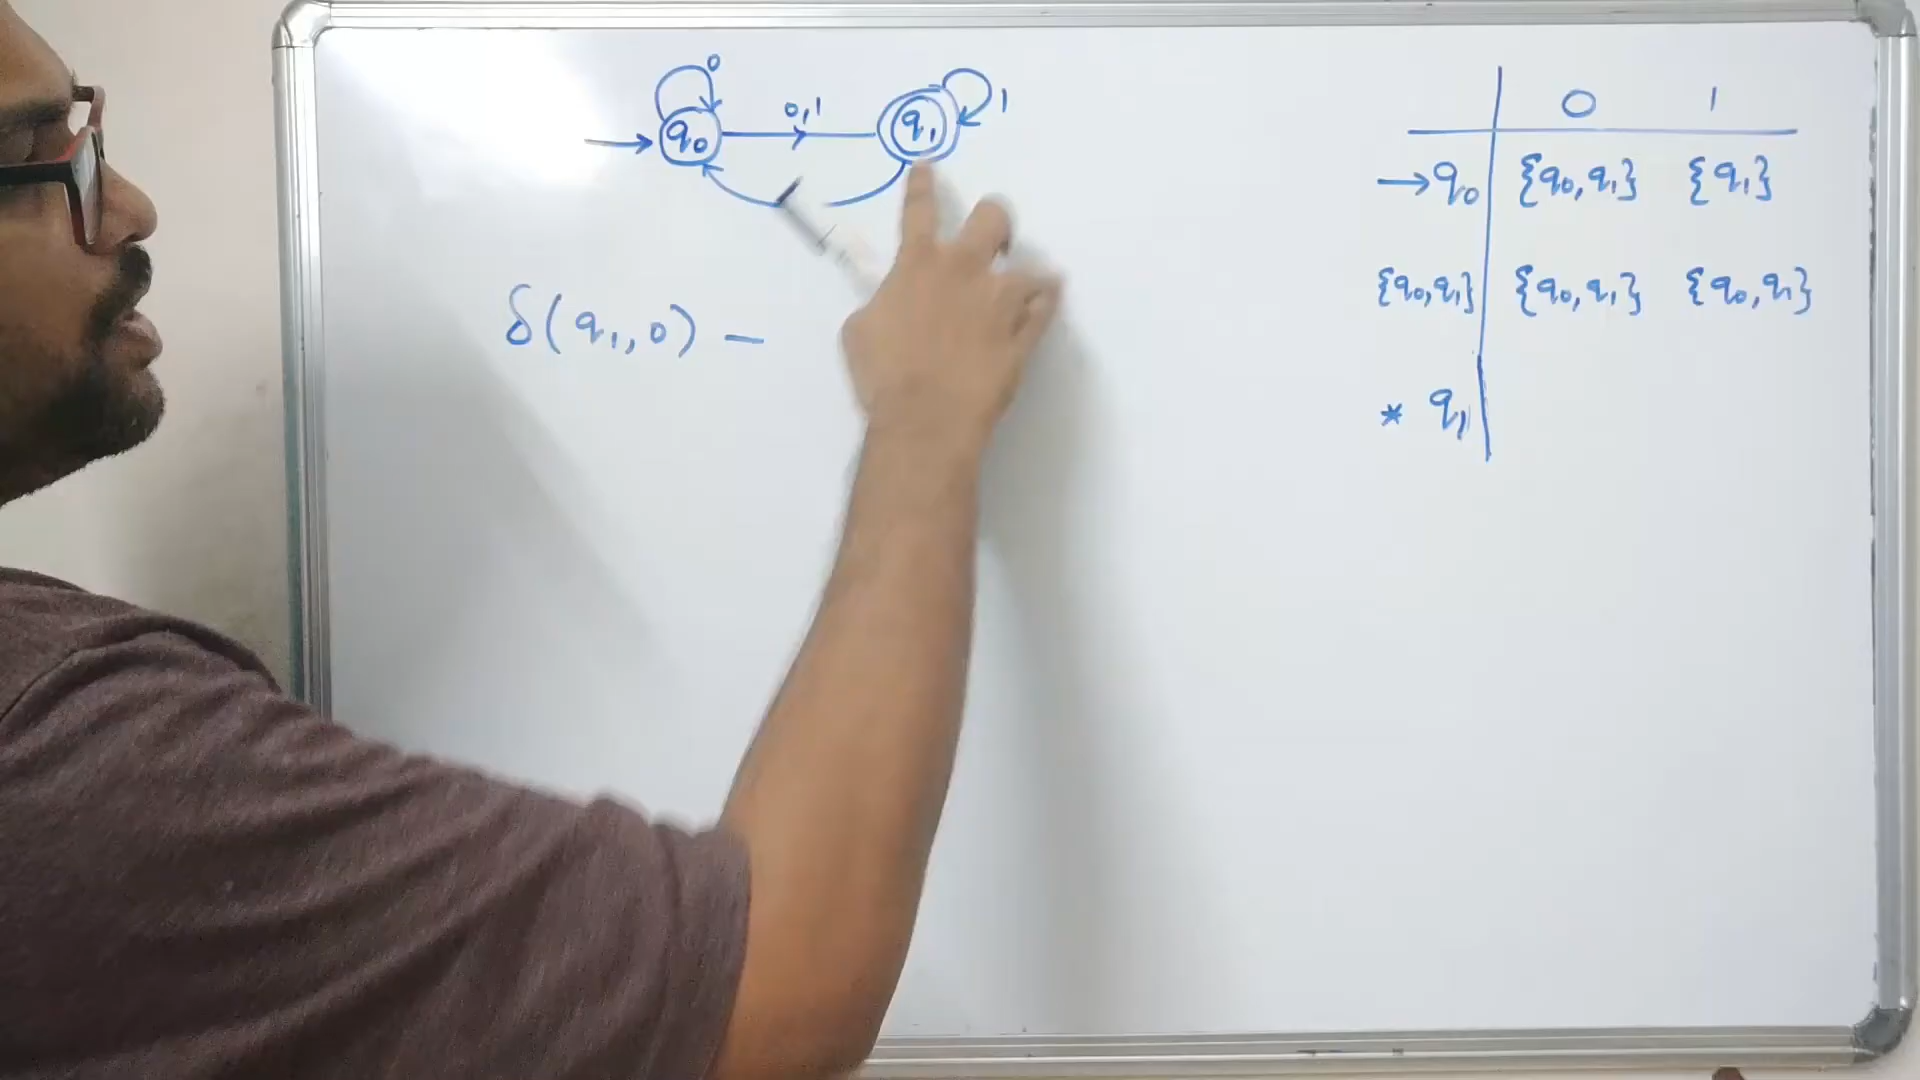 0
0,1
1
q₀
q₁
δ(q₁,0) –
0 1
→q₀ {q₀,q₁} {q₁}
{q₀,q₁} {q₀,q₁} {q₀,q₁}
* q₁